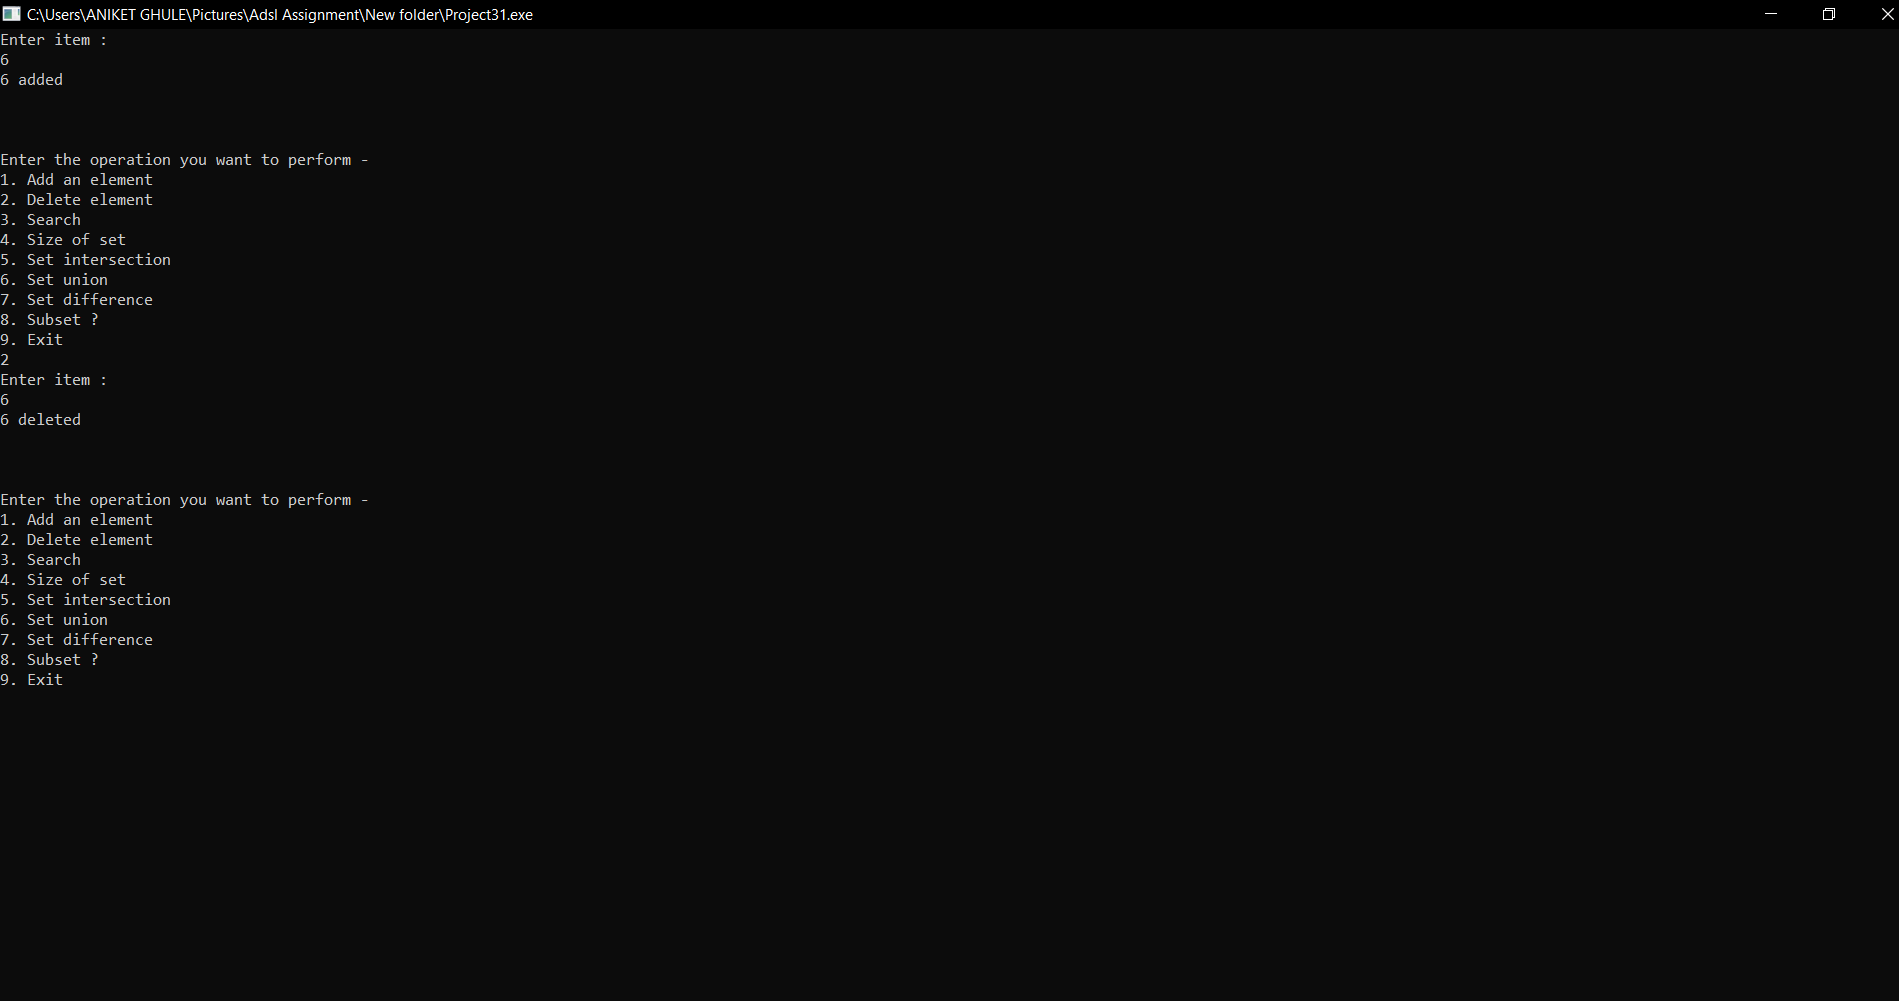 C:\Users\ANIKET GHULE\Pictures\Adsl Assignment\New folder\Project31.exe
Enter item :
6
6 added
Enter the operation you want to perform -
1. Add an element
2. Delete element
3. Search
4. Size of set
5. Set intersection
6. Set union
7. Set difference
8. Subset ?
9. Exit
2
Enter item :
6
6 deleted
Enter the operation you want to perform -
1. Add an element
2. Delete element
3. Search
4. Size of set
5. Set intersection
6. Set union
7. Set difference
8. Subset ?
9. Exit